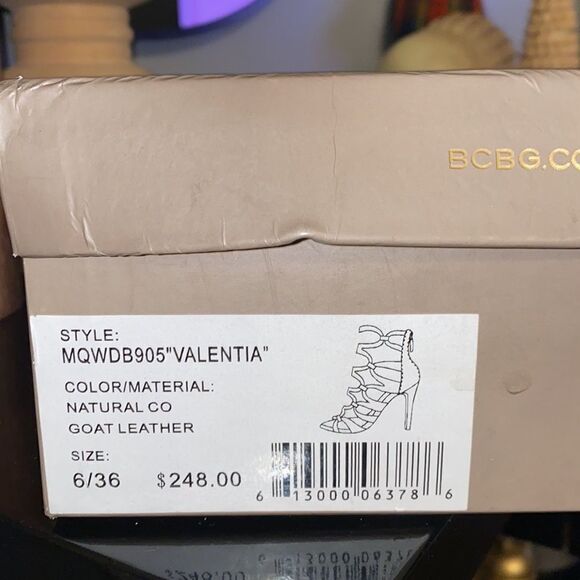 BCBG.CO
STYLE:
MQWDB905"VALENTIA"
COLOR/MATERIAL:
NATURAL CO
GOAT LEATHER
SIZE:
6/36 $248.00
6 13000 06378 6